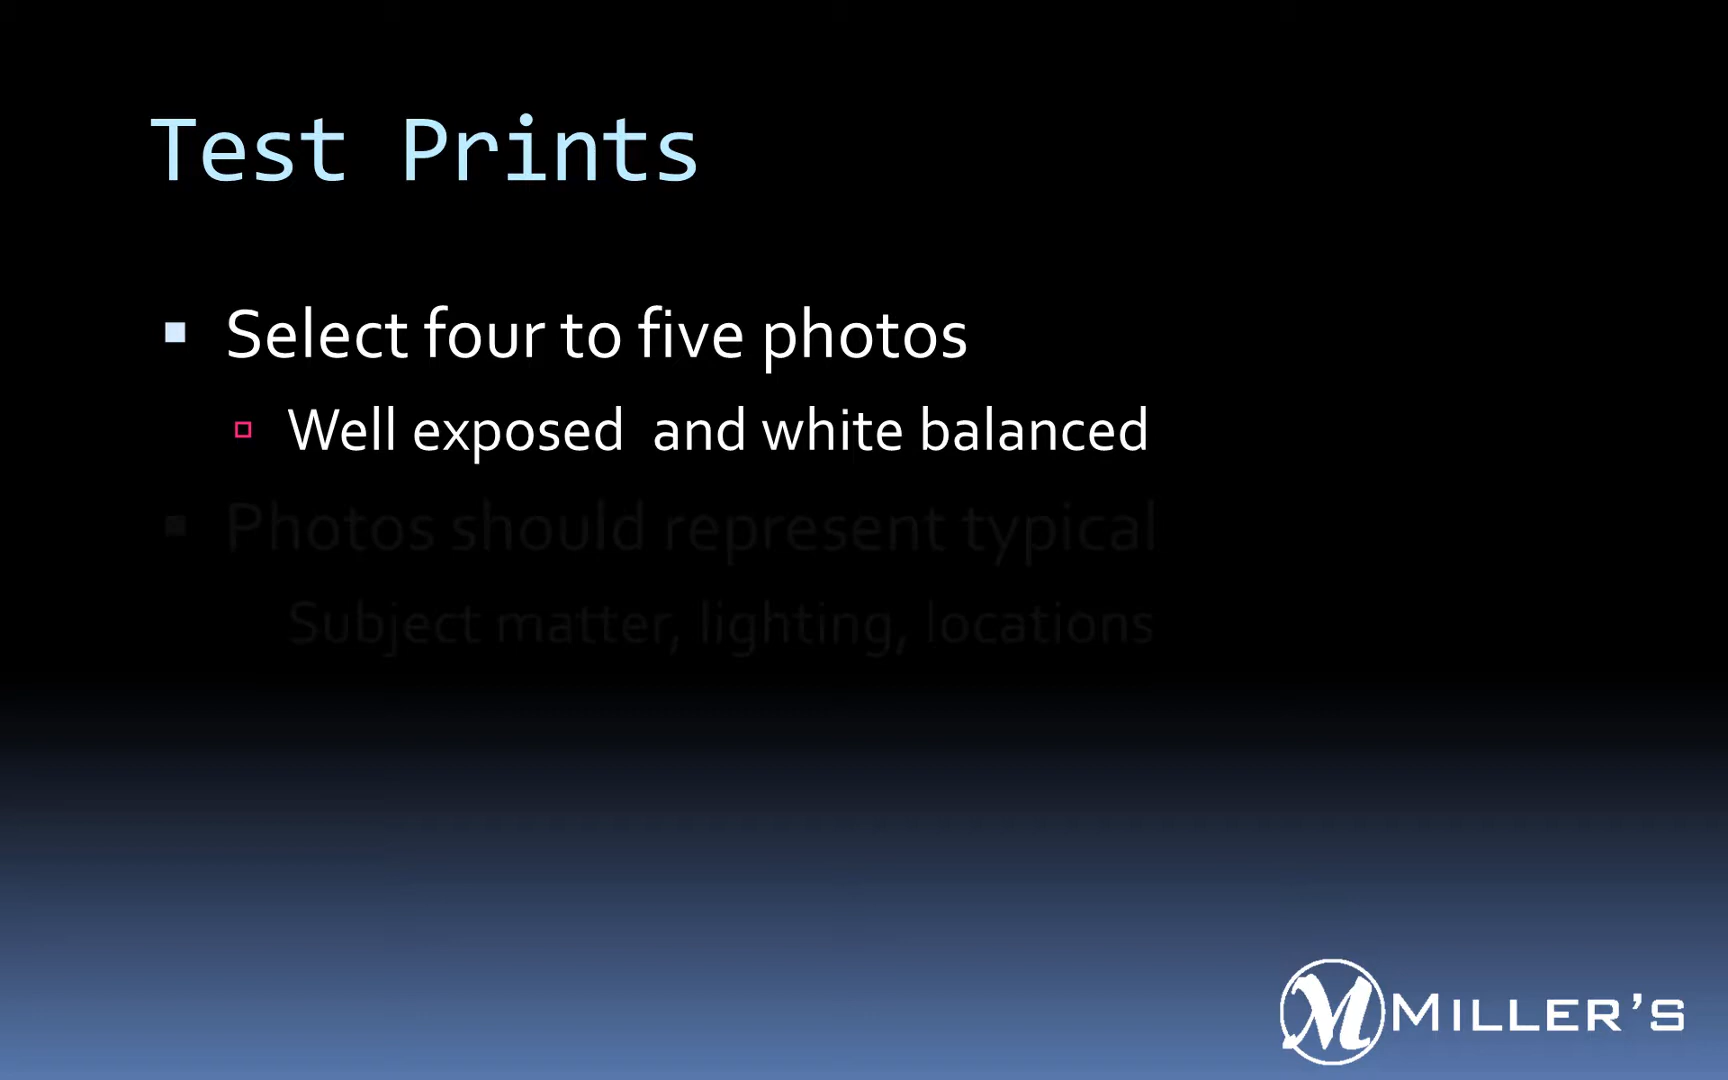 Test Prints
Select four to five photos
Well exposed  and white balanced
Photos should represent typical
Subject matter, lighting, locations
M MILLER'S